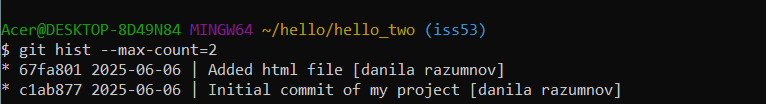 Acer@DESKTOP-8D49N84 MINGW64 ~/hello/hello_two (iss53)
$ git hist --max-count=2
* 67fa801 2025-06-06 | Added html file [danila razumnov]
* c1ab877 2025-06-06 | Initial commit of my project [danila razumnov]